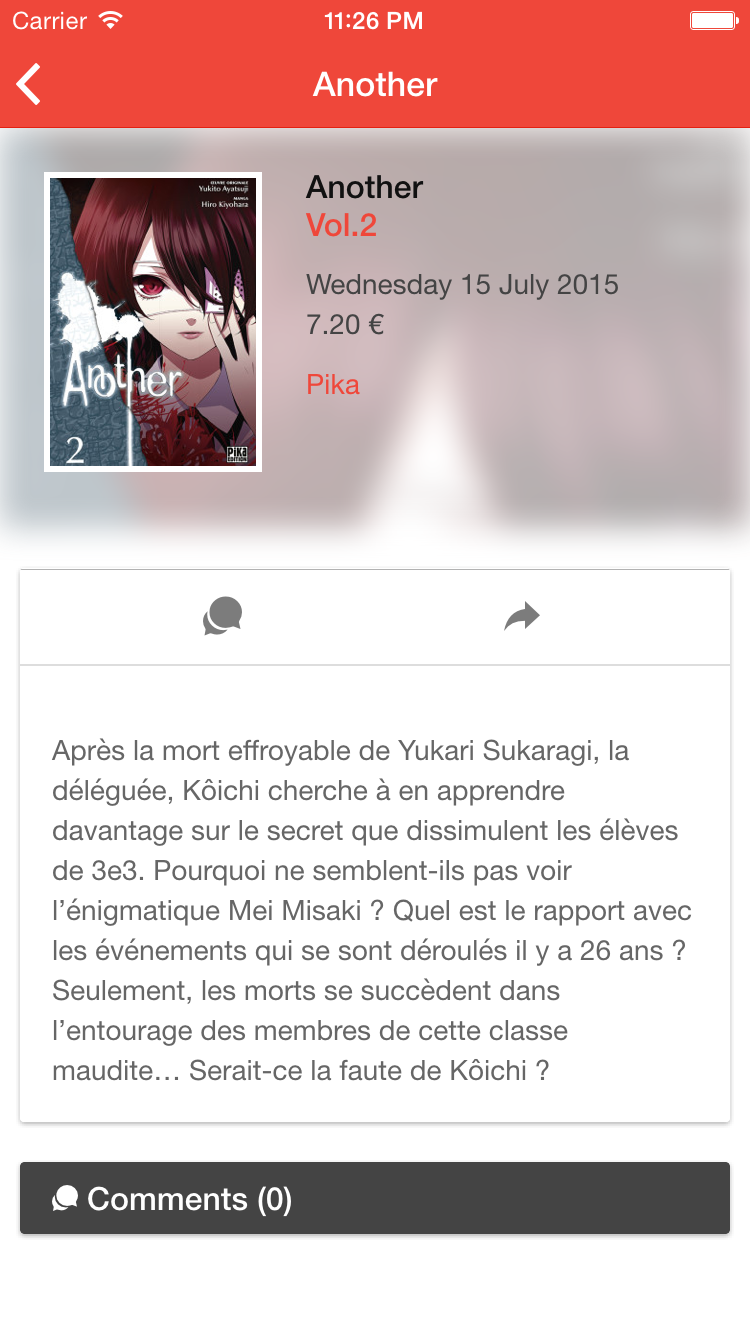 Carrier
11:26 PM
Another
ŒUVRE ORIGINALE
Yukito Ayatsuji
MANGA
Hiro Kiyohara
Another
2
Pika
ÉDITION
Another
Vol.2
Wednesday 15 July 2015
7.20 €
Pika
Après la mort effroyable de Yukari Sukaragi, la
déléguée, Kôichi cherche à en apprendre
davantage sur le secret que dissimulent les élèves
de 3e3. Pourquoi ne semblent-ils pas voir
l’énigmatique Mei Misaki ? Quel est le rapport avec
les événements qui se sont déroulés il y a 26 ans ?
Seulement, les morts se succèdent dans
l’entourage des membres de cette classe
maudite… Serait-ce la faute de Kôichi ?
Comments (0)